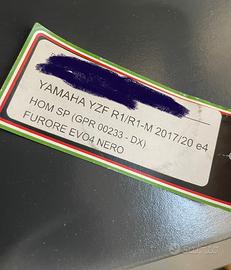 YAMAHA YZF R1/R1-M 2017/20 e4
HOM SP (GPR 00233 - DX)
FURORE EVO4 NERO